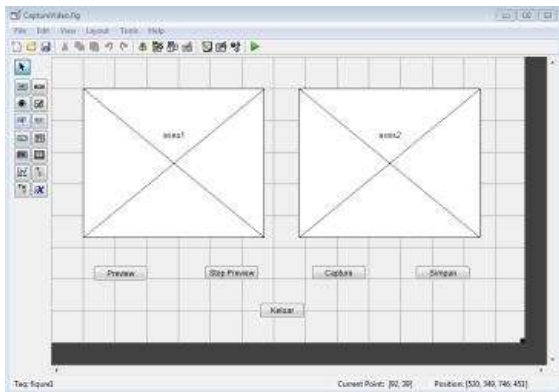 CaptureVideo.fig
File Edit View Layout Tools Help
axes1 axes2
Preview Stop Preview Capture Simpan
Keluar
Tag: figure1 Current Point: [92, 39] Position: [520, 349, 746, 453]